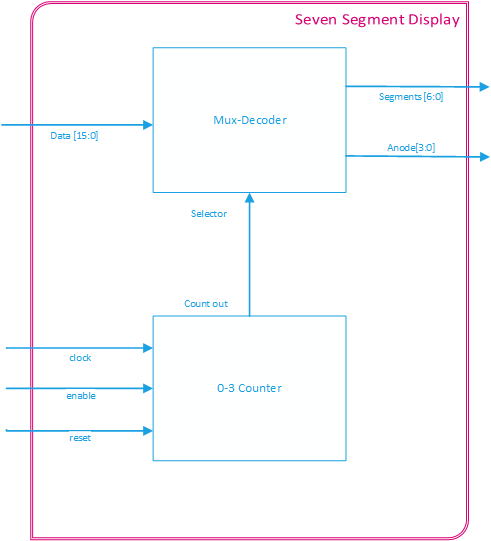 Seven Segment Display
Mux-Decoder
Segments [6:0]
Data [15:0]
Anode[3:0]
Selector
Count out
clock
0-3 Counter
enable
reset